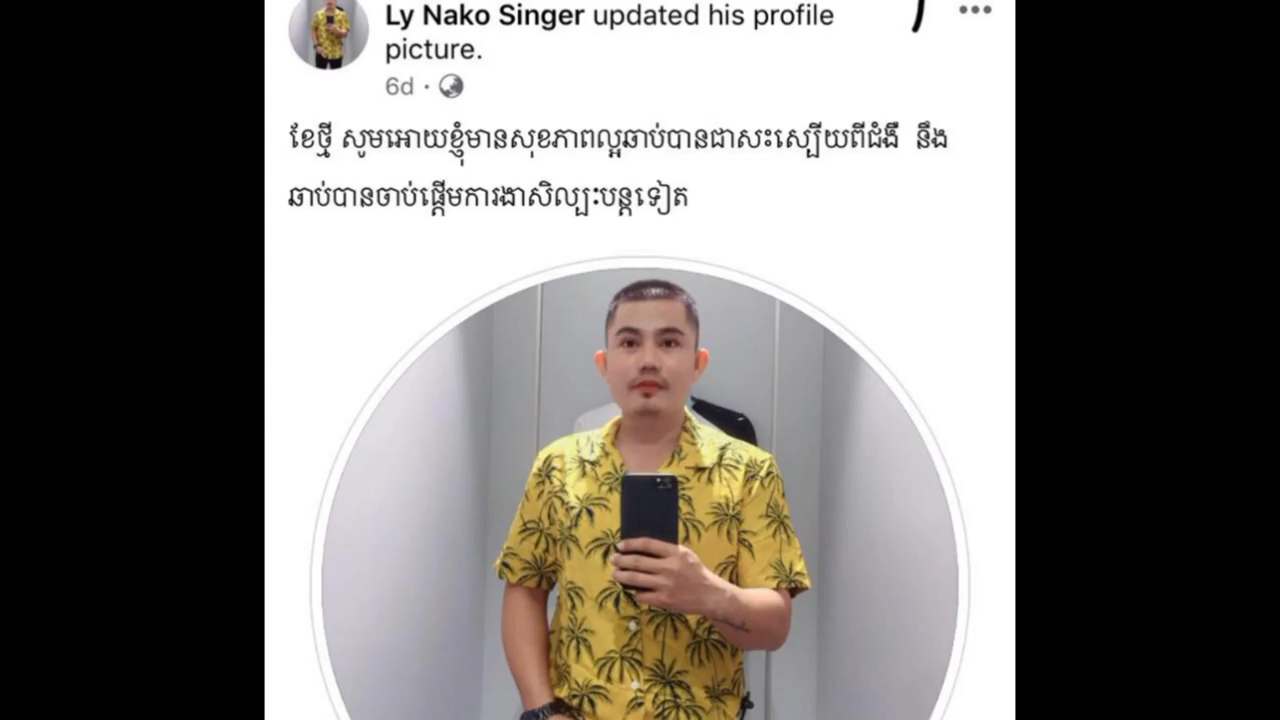 Ly Nako Singer updated his profile
picture.
6d ·
ខែថ្មី សូមអោយខ្ញុំមានសុខភាពល្អឆាប់បានជាសះស្បើយពីជំងឺ នឹង
ឆាប់បានចាប់ផ្តើមការងាសិល្បៈបន្តទៀត